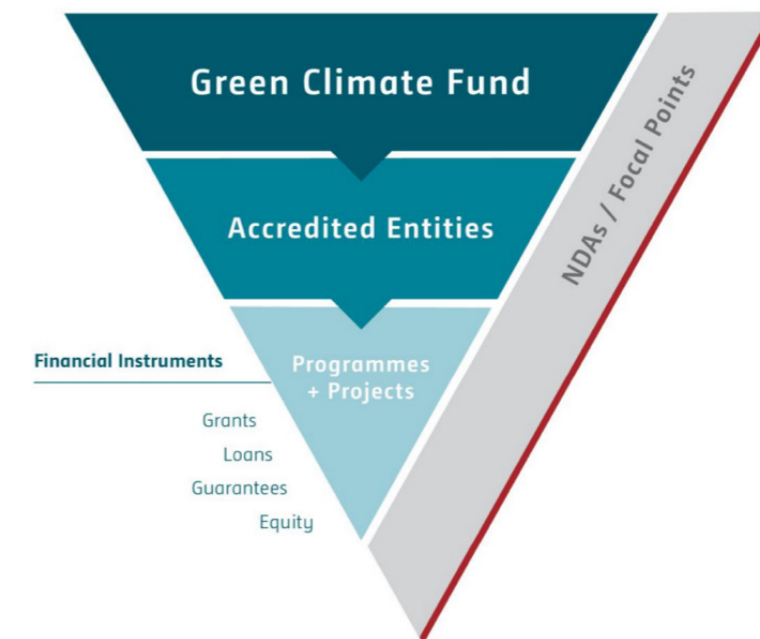 Green Climate Fund
NDAs / Focal Points
Accredited Entities
Financial Instruments
Programmes
+ Projects
Grants
Loans
Guarantees
Equity